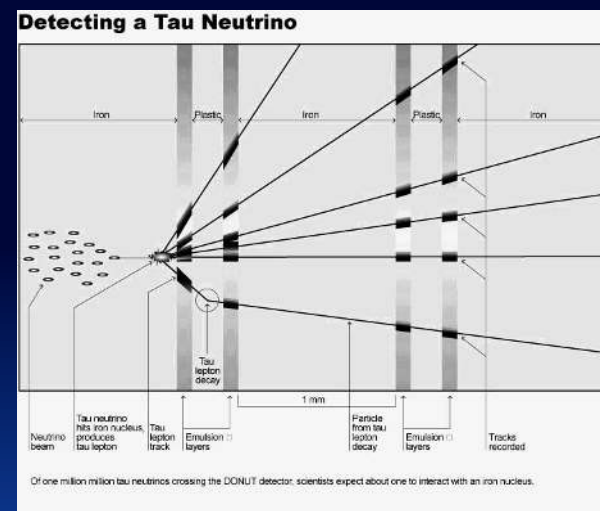 Detecting a Tau Neutrino
Iron Plastic Iron Plastic Iron
Tau
lepton
decay
1 mm
Neutrino
beam
Tau neutrino
hits iron nucleus,
produces
tau lepton
Tau
lepton
track
Emulsion
layers
Particle
from tau
lepton
decay
Emulsion
layers
Tracks
recorded
Of one million million tau neutrinos crossing the DONUT detector, scientists expect about one to interact with an iron nucleus.